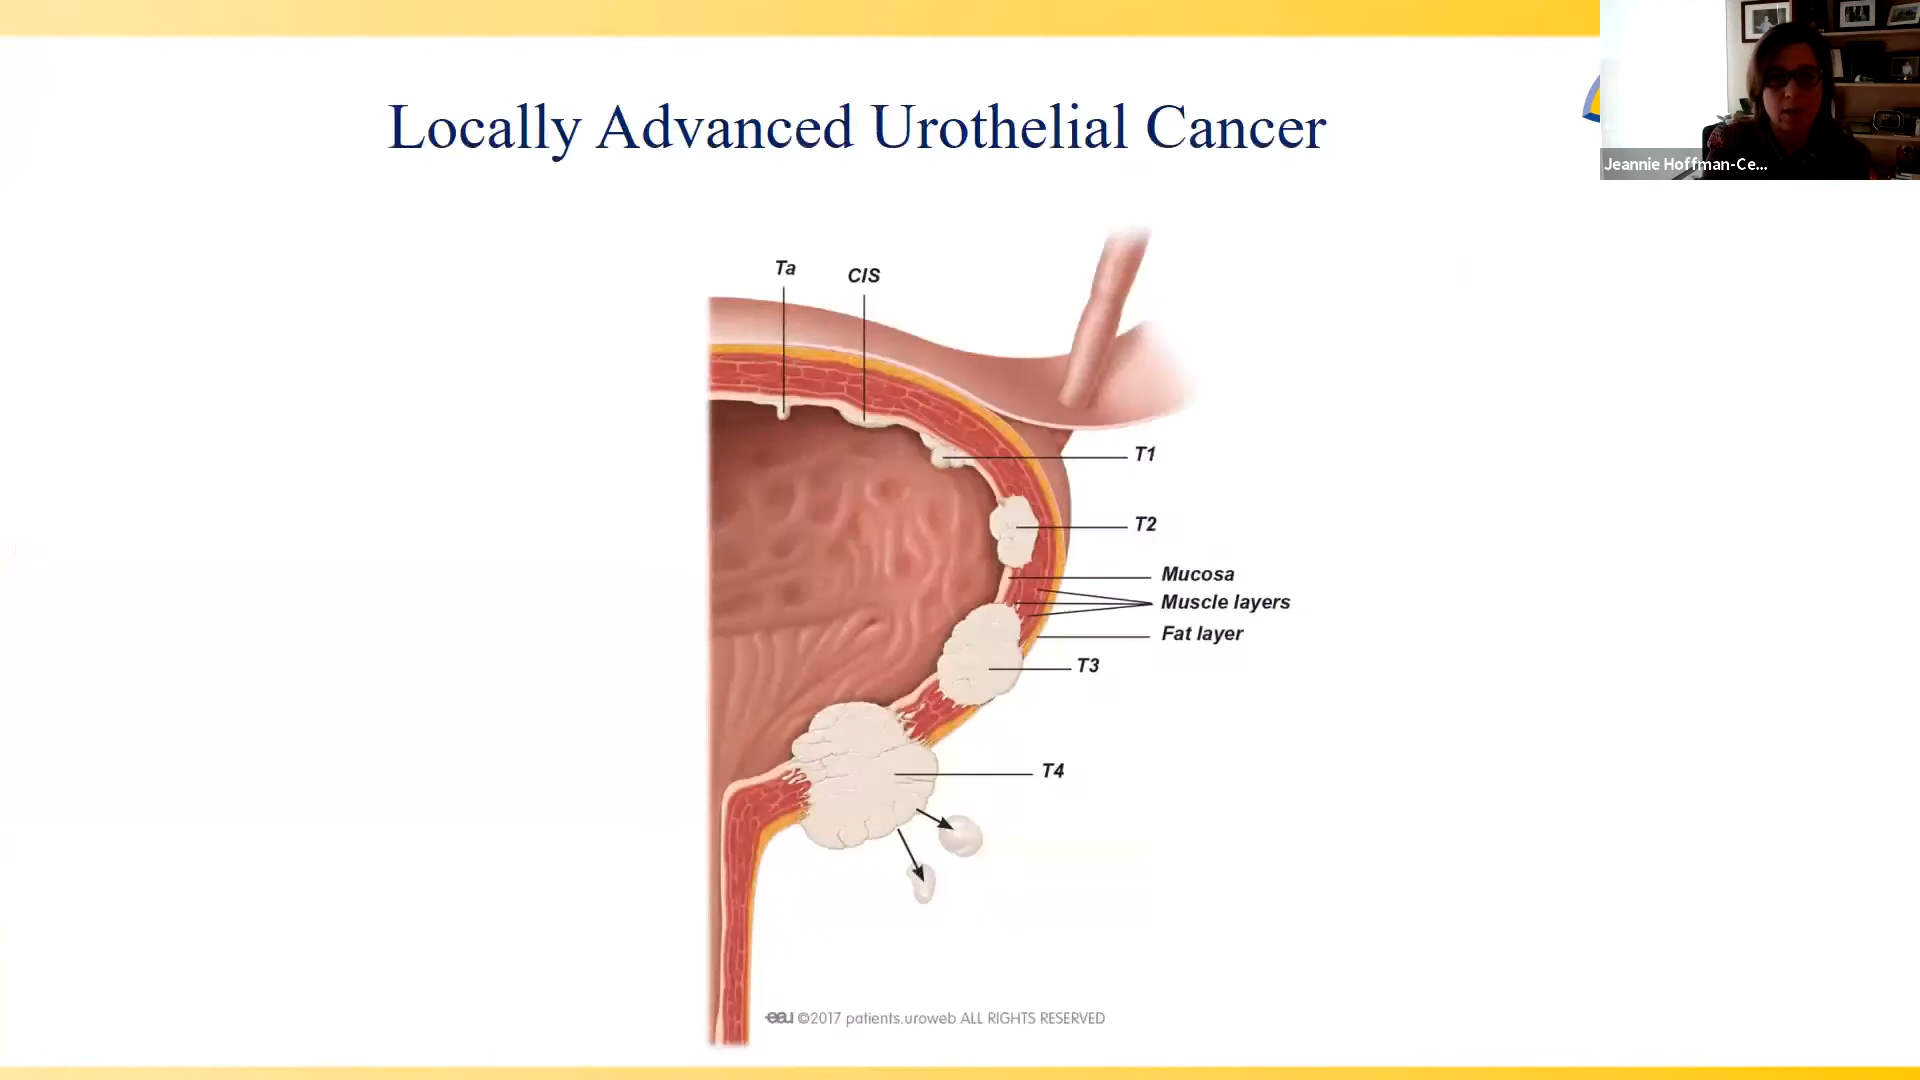 Locally Advanced Urothelial Cancer
Jeannie Hoffman-Ce...
Ta
CIS
T1
T2
Mucosa
Muscle layers
Fat layer
T3
T4
eau ©2017 patients.uroweb ALL RIGHTS RESERVED